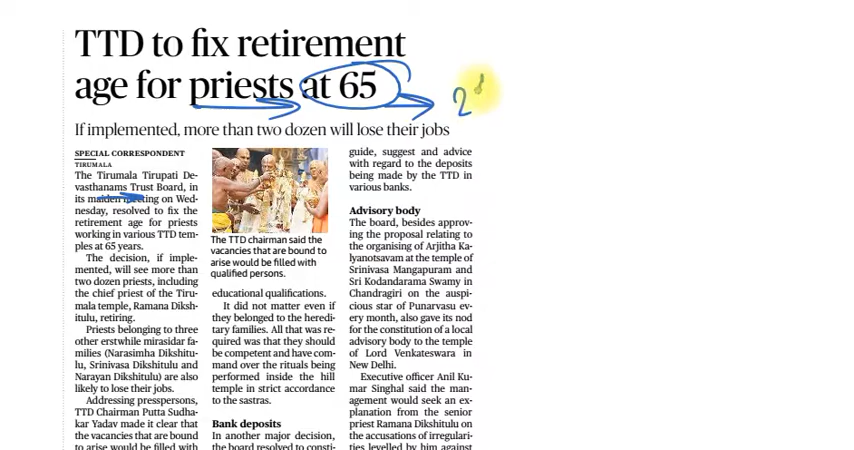 TTD to fix retirement
age for priests at 65
If implemented, more than two dozen will lose their jobs
SPECIAL CORRESPONDENT
TIRUMALA
The Tirumala Tirupati De-
vasthanams Trust Board, in
its maiden meeting on Wed-
nesday, resolved to fix the
retirement age for priests
working in various TTD tem-
ples at 65 years.
The decision, if imple-
mented, will see more than
two dozen priests, including
the chief priest of the Tiru-
mala temple, Ramana Diksh-
itulu, retiring.
Priests belonging to three
other erstwhile mirasidar fa-
milies (Narasimha Dikshitu-
lu, Srinivasa Dikshitulu and
Narayan Dikshitulu) are also
likely to lose their jobs.
Addressing presspersons,
TTD Chairman Putta Sudha-
kar Yadav made it clear that
the vacancies that are bound
to arise would be filled with
The TTD chairman said the
vacancies that are bound to
arise would be filled with
qualified persons.
educational qualifications.
It did not matter even if
they belonged to the heredi-
tary families. All that was re-
quired was that they should
be competent and have com-
mand over the rituals being
performed inside the hill
temple in strict accordance
to the sastras.
Bank deposits
In another major decision,
the board resolved to consti-
guide, suggest and advice
with regard to the deposits
being made by the TTD in
various banks.
Advisory body
The board, besides approv-
ing the proposal relating to
the organising of Arjitha Ka-
lyanotsavam at the temple of
Srinivasa Mangapuram and
Sri Kodandarama Swamy in
Chandragiri on the auspi-
cious star of Punarvasu ev-
ery month, also gave its nod
for the constitution of a local
advisory body to the temple
of Lord Venkateswara in
New Delhi.
Executive officer Anil Ku-
mar Singhal said the man-
agement would seek an ex-
planation from the senior
priest Ramana Dikshitulu on
the accusations of irregulari-
ties levelled by him against